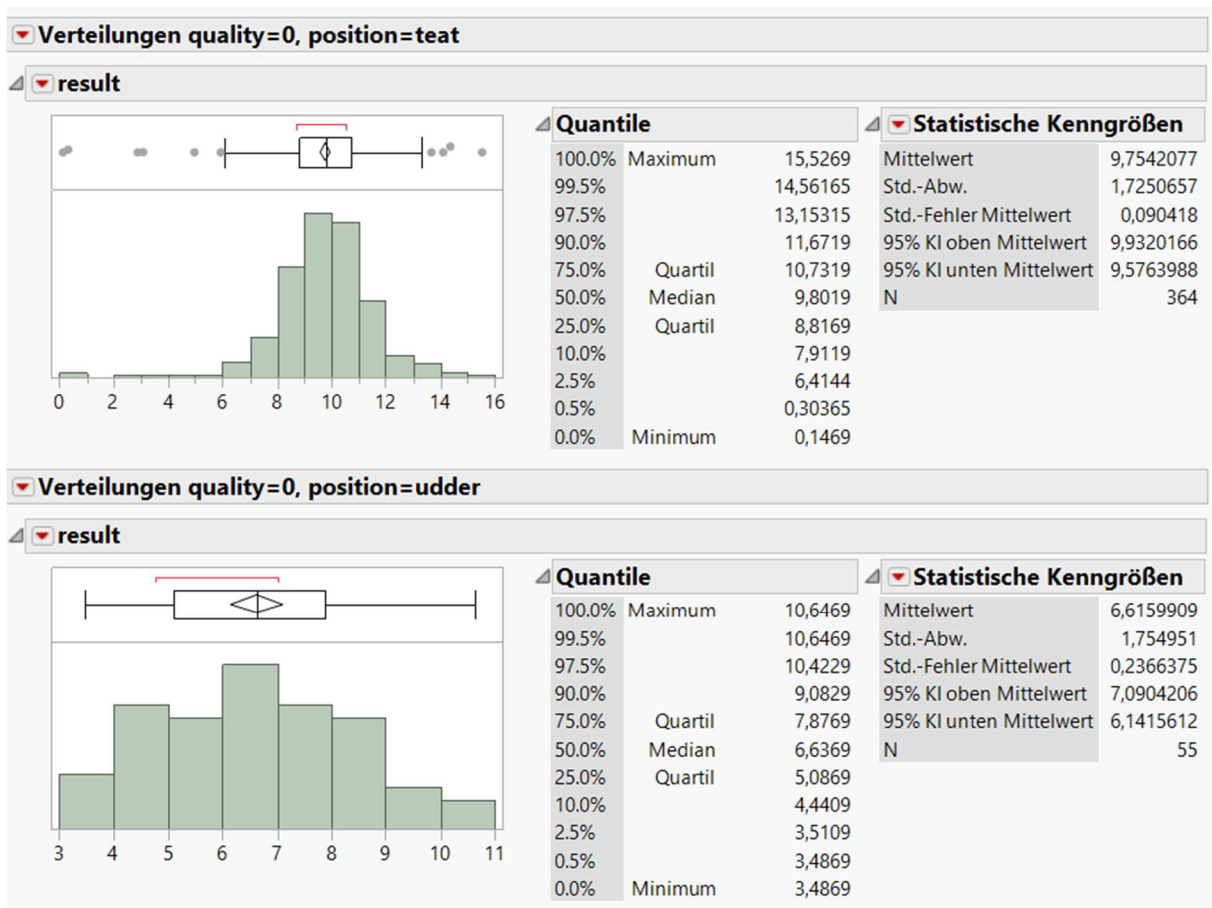 Verteilungen quality=0, position=teat
result
0 2 4 6 8 10 12 14 16
Quantile
100.0% Maximum 15,5269
99.5% 14,56165
97.5% 13,15315
90.0% 11,6719
75.0% Quartil 10,7319
50.0% Median 9,8019
25.0% Quartil 8,8169
10.0% 7,9119
2.5% 6,4144
0.5% 0,30365
0.0% Minimum 0,1469
Statistische Kenngrößen
Mittelwert 9,7542077
Std.-Abw. 1,7250657
Std.-Fehler Mittelwert 0,090418
95% KI oben Mittelwert 9,9320166
95% KI unten Mittelwert 9,5763988
N 364
Verteilungen quality=0, position=udder
result
3 4 5 6 7 8 9 10 11
Quantile
100.0% Maximum 10,6469
99.5% 10,6469
97.5% 10,4229
90.0% 9,0829
75.0% Quartil 7,8769
50.0% Median 6,6369
25.0% Quartil 5,0869
10.0% 4,4409
2.5% 3,5109
0.5% 3,4869
0.0% Minimum 3,4869
Statistische Kenngrößen
Mittelwert 6,6159909
Std.-Abw. 1,754951
Std.-Fehler Mittelwert 0,2366375
95% KI oben Mittelwert 7,0904206
95% KI unten Mittelwert 6,1415612
N 55